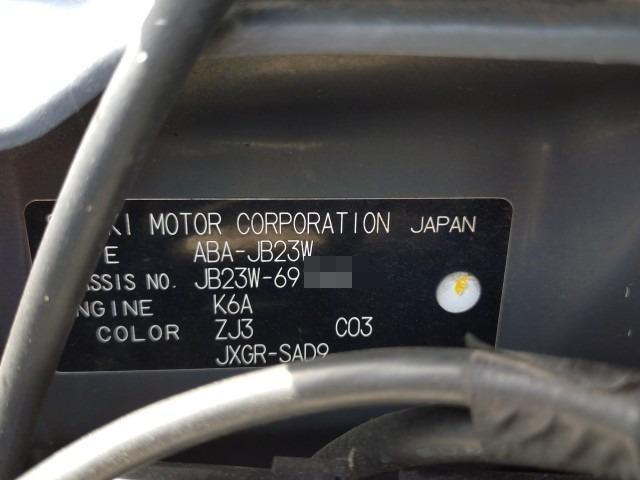 KI MOTOR CORPORATION JAPAN
E ABA-JB23W
ASSIS NO. JB23W-69
NGINE K6A
COLOR ZJ3 C03
JXGR-SAD9